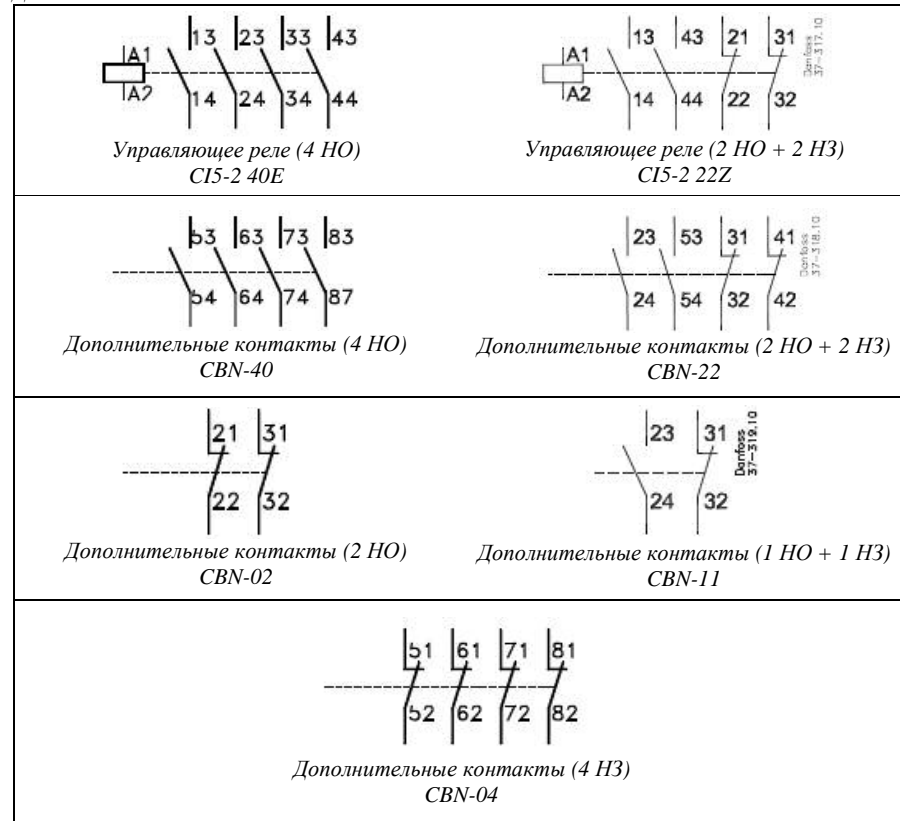 13 23 33 43
A1
A2
14 24 34 44
Управляющее реле (4 НО)
CI5-2 40E
13 43 21 31
A1
A2
14 44 22 32
Danfoss
37-317.10
Управляющее реле (2 НО + 2 НЗ)
CI5-2 22Z
53 63 73 83
54 64 74 87
Дополнительные контакты (4 НО)
CBN-40
23 53 31 41
24 54 32 42
Danfoss
37-318.10
Дополнительные контакты (2 НО + 2 НЗ)
CBN-22
21 31
22 32
Дополнительные контакты (2 НО)
CBN-02
23 31
24 32
Danfoss
37-319.10
Дополнительные контакты (1 НО + 1 НЗ)
CBN-11
51 61 71 81
52 62 72 82
Дополнительные контакты (4 НЗ)
CBN-04